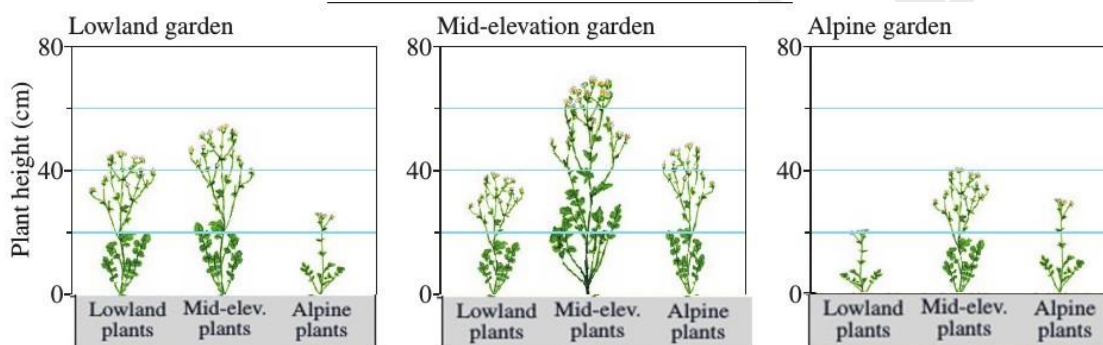 Lowland garden
Mid-elevation garden
Alpine garden
Plant height (cm)
80
40
0
Lowland plants
Mid-elev. plants
Alpine plants
80
40
0
Lowland plants
Mid-elev. plants
Alpine plants
80
40
0
Lowland plants
Mid-elev. plants
Alpine plants